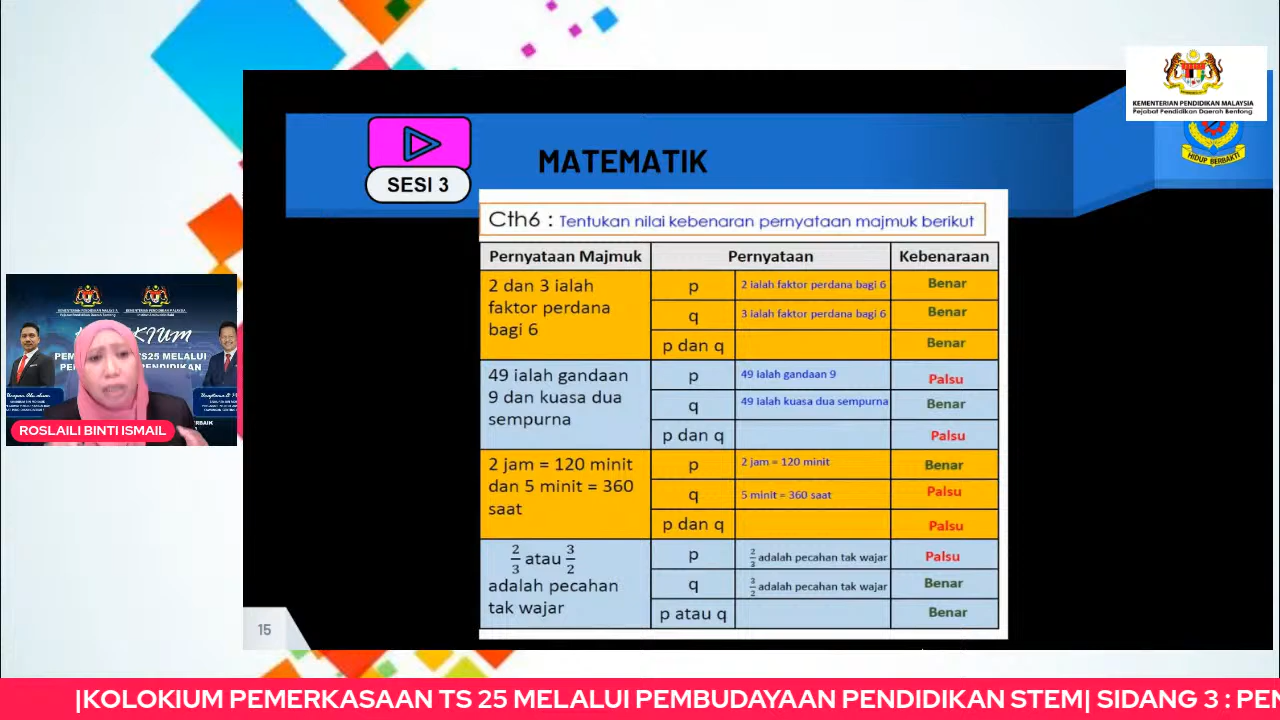 KEMENTERIAN PENDIDIKAN MALAYSIA
Pejabat Pendidikan Daerah Bentong
HIDUP BERBAKTI
SESI 3
MATEMATIK
Cth6 : Tentukan nilai kebenaran pernyataan majmuk berikut
Pernyataan Majmuk Pernyataan Kebenaraan
2 dan 3 ialah
faktor perdana
bagi 6
p 2 ialah faktor perdana bagi 6 Benar
q 3 ialah faktor perdana bagi 6 Benar
p dan q Benar
49 ialah gandaan
9 dan kuasa dua
sempurna
p 49 ialah gandaan 9 Palsu
q 49 ialah kuasa dua sempurna Benar
p dan q Palsu
2 jam = 120 minit
dan 5 minit = 360
saat
p 2 jam = 120 minit Benar
q 5 minit = 360 saat Palsu
p dan q Palsu
2/3 atau 3/2
adalah pecahan
tak wajar
p 2/3 adalah pecahan tak wajar Palsu
q 3/2 adalah pecahan tak wajar Benar
p atau q Benar
15
ROSLAILI BINTI ISMAIL
|KOLOKIUM PEMERKASAAN TS 25 MELALUI PEMBUDAYAAN PENDIDIKAN STEM| SIDANG 3 : PEN